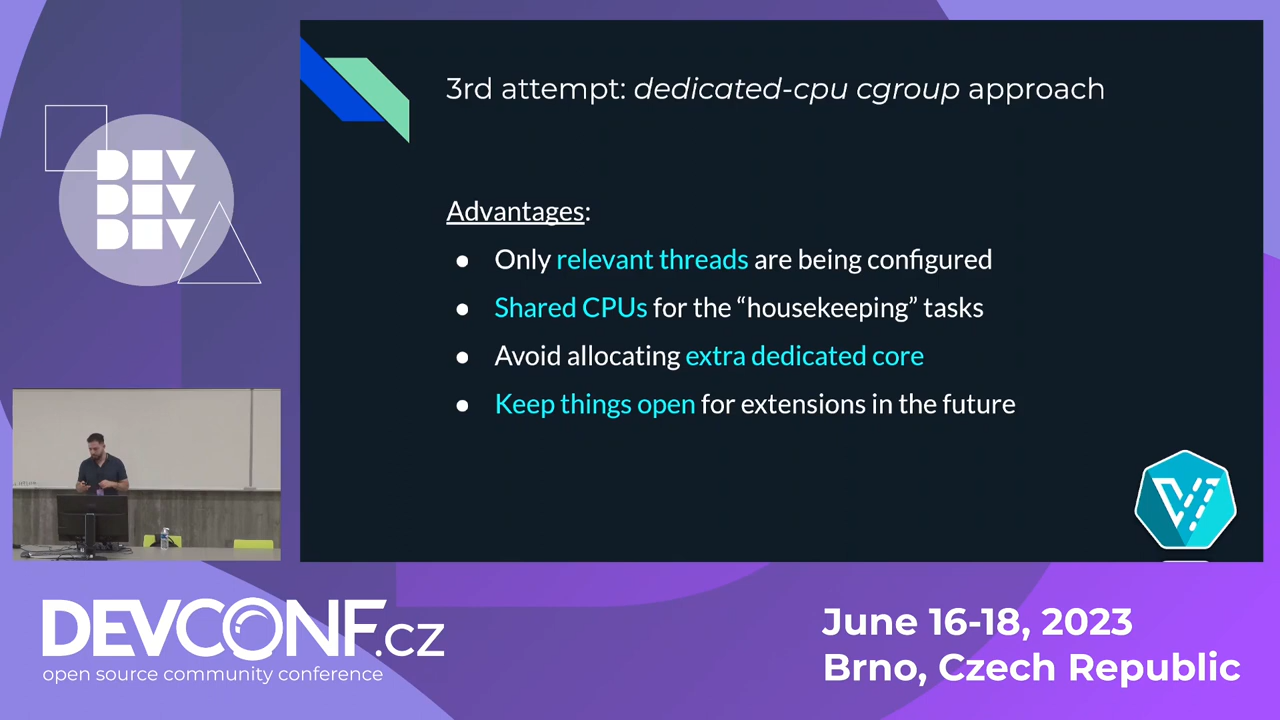 DEV
DEV
DEV
3rd attempt: dedicated-cpu cgroup approach
Advantages:
● Only relevant threads are being configured
● Shared CPUs for the “housekeeping” tasks
● Avoid allocating extra dedicated core
● Keep things open for extensions in the future
DEVCONF.cz
open source community conference
June 16-18, 2023
Brno, Czech Republic